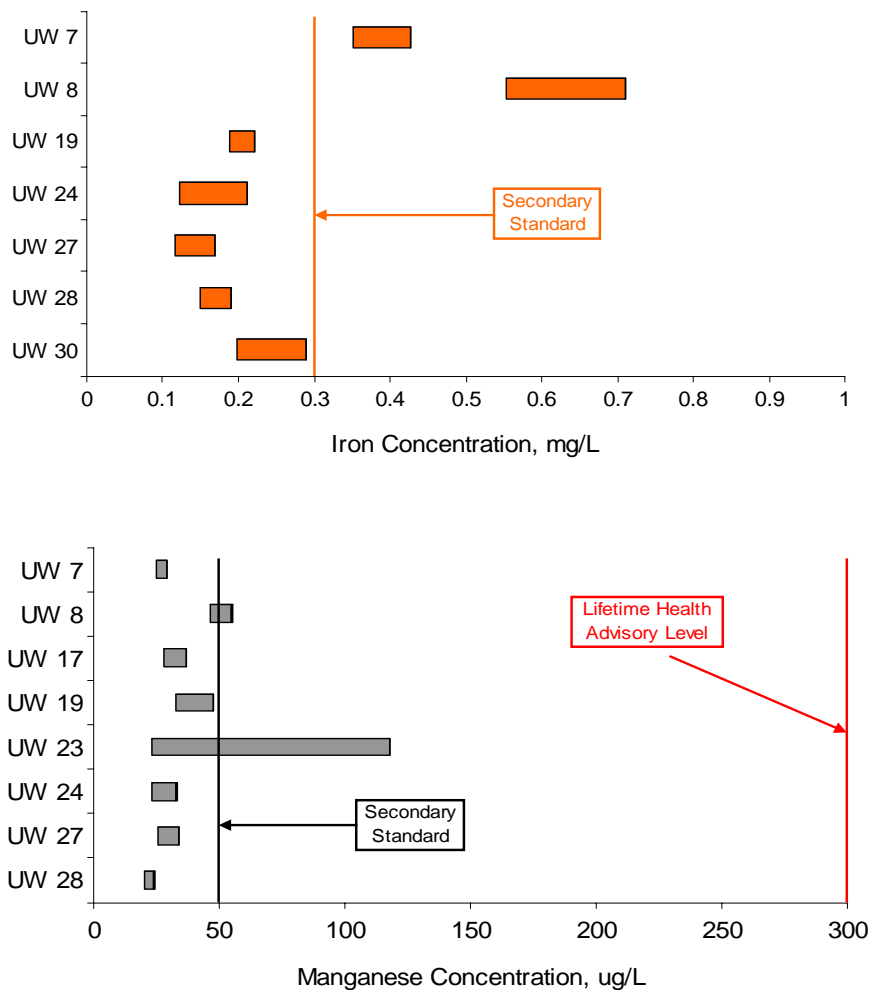 UW 7
UW 8
UW 19
UW 24
UW 27
UW 28
UW 30
Secondary
Standard
0 0.1 0.2 0.3 0.4 0.5 0.6 0.7 0.8 0.9 1
Iron Concentration, mg/L
UW 7
UW 8
UW 17
UW 19
UW 23
UW 24
UW 27
UW 28
Lifetime Health
Advisory Level
Secondary
Standard
0 50 100 150 200 250 300
Manganese Concentration, ug/L